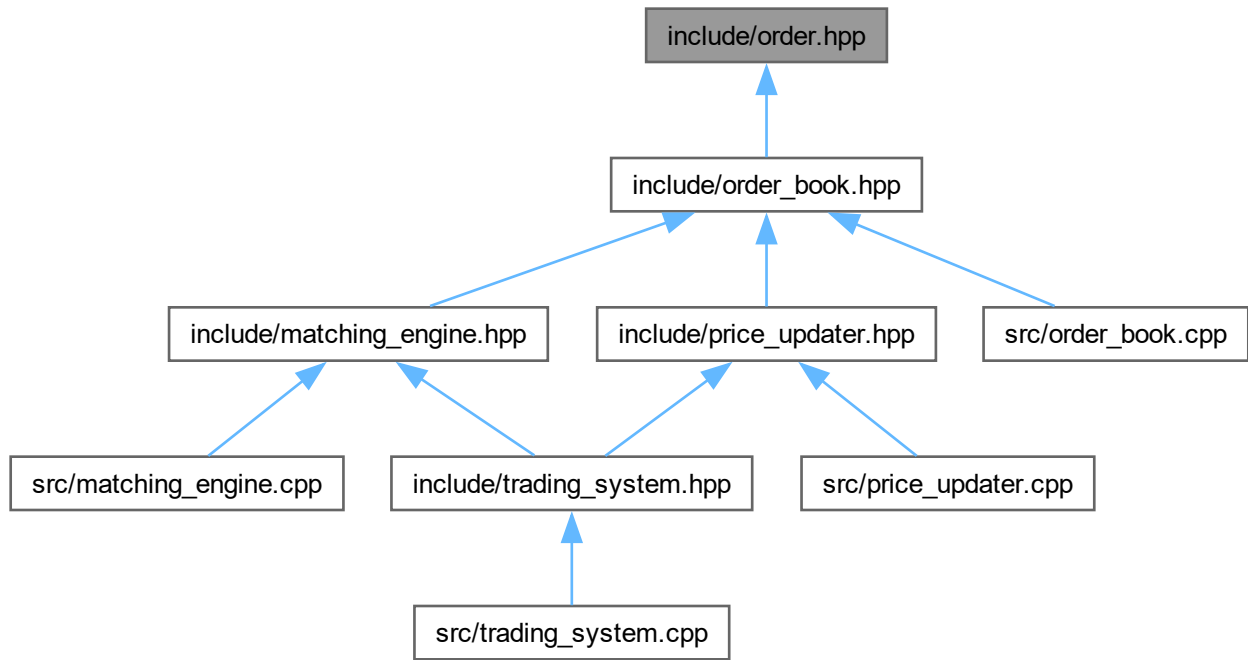 include/order.hpp
include/order_book.hpp
include/matching_engine.hpp
include/price_updater.hpp
src/order_book.cpp
src/matching_engine.cpp
include/trading_system.hpp
src/price_updater.cpp
src/trading_system.cpp